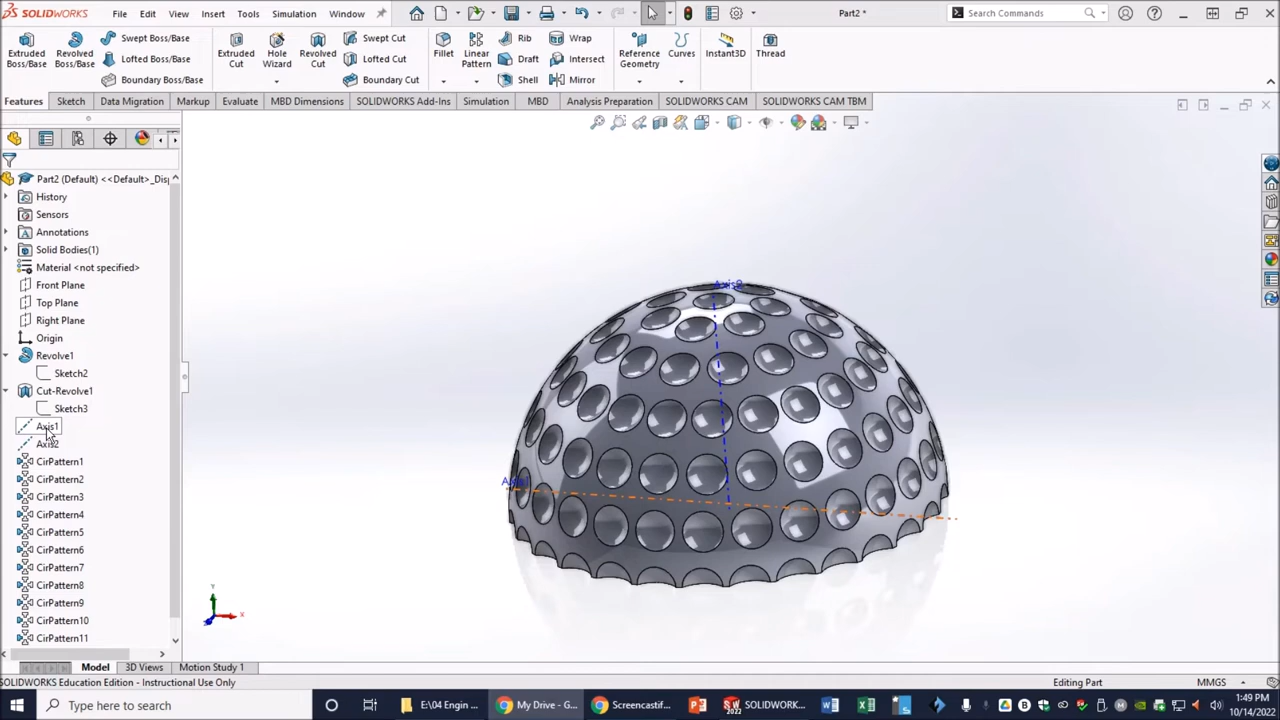 SOLIDWORKS File Edit View Insert Tools Simulation Window Part2 * Search Commands
Extruded Boss/Base
Revolved Boss/Base
Swept Boss/Base
Lofted Boss/Base
Boundary Boss/Base
Extruded Cut
Hole Wizard
Revolved Cut
Swept Cut
Lofted Cut
Boundary Cut
Fillet
Linear Pattern
Rib
Draft
Shell
Wrap
Intersect
Mirror
Reference Geometry
Curves
Instant3D
Thread
Features Sketch Data Migration Markup Evaluate MBD Dimensions SOLIDWORKS Add-Ins Simulation MBD Analysis Preparation SOLIDWORKS CAM SOLIDWORKS CAM TBM
Part2 (Default) <<Default>_Disp
History
Sensors
Annotations
Solid Bodies(1)
Material <not specified>
Front Plane
Top Plane
Right Plane
Origin
Revolve1
Sketch2
Cut-Revolve1
Sketch3
Axis1
Axis2
CirPattern1
CirPattern2
CirPattern3
CirPattern4
CirPattern5
CirPattern6
CirPattern7
CirPattern8
CirPattern9
CirPattern10
CirPattern11
Axis2
Y
X
Model 3D Views Motion Study 1
SOLIDWORKS Education Edition - Instructional Use Only Editing Part MMGS
Type here to search E:\04 Engin ... My Drive - G... Screencastif... SOLIDWORKS... 1:49 PM
10/14/2022